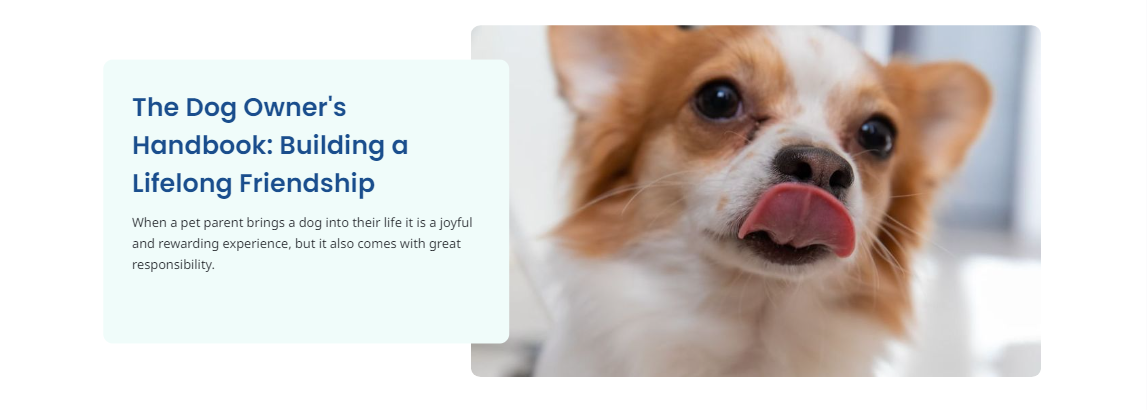 The Dog Owner's
Handbook: Building a
Lifelong Friendship
When a pet parent brings a dog into their life it is a joyful
and rewarding experience, but it also comes with great
responsibility.